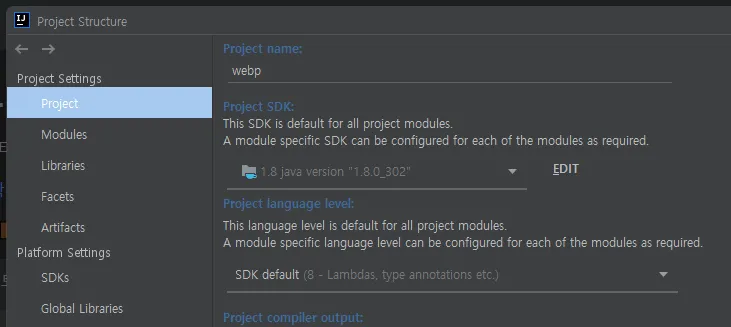 IJ
Project Structure
Project Settings
Project
Modules
Libraries
Facets
Artifacts
Platform Settings
SDKs
Global Libraries
Project name:
webp
Project SDK:
This SDK is default for all project modules.
A module specific SDK can be configured for each of the modules as required.
1.8 java version "1.8.0_302"
EDIT
Project language level:
This language level is default for all project modules.
A module specific language level can be configured for each of the modules as required.
SDK default (8 - Lambdas, type annotations etc.)
Project compiler output: